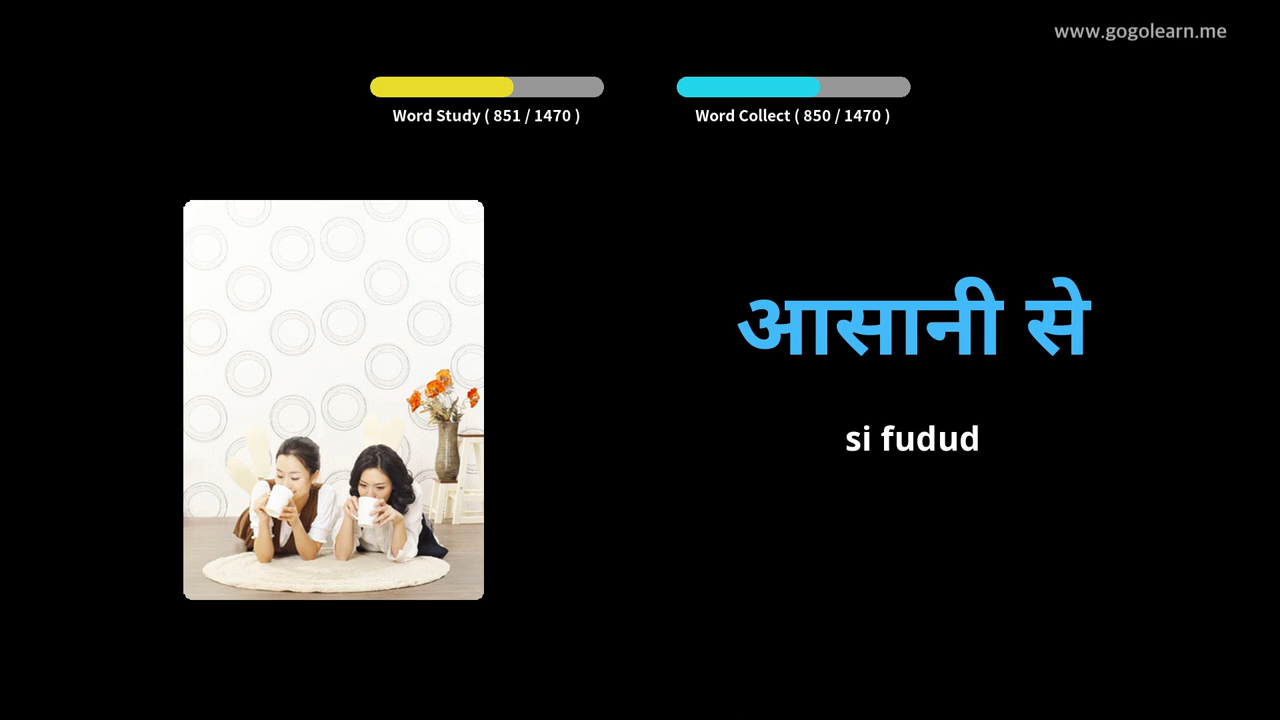 www.gogolearn.me
Word Study ( 851 / 1470 )
Word Collect ( 850 / 1470 )
आसानी से
si fudud